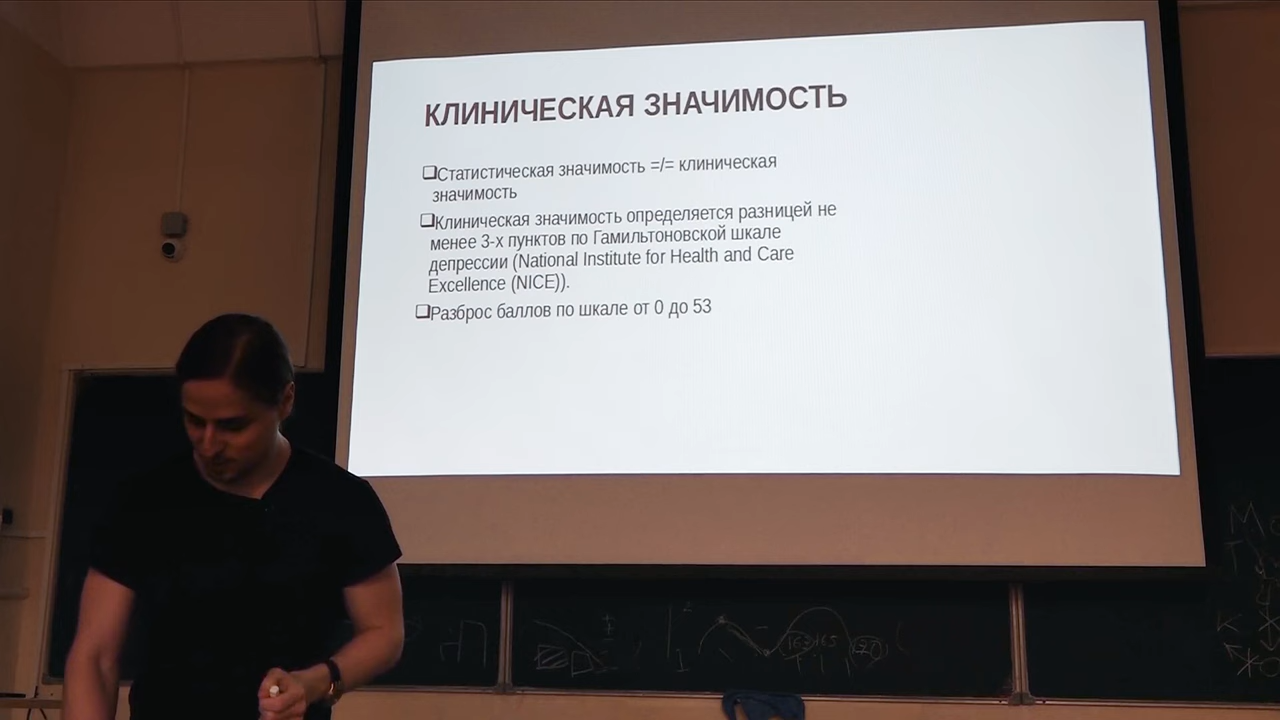 КЛИНИЧЕСКАЯ ЗНАЧИМОСТЬ
❑Статистическая значимость =/= клиническая
значимость
❑Клиническая значимость определяется разницей не
менее 3-х пунктов по Гамильтоновской шкале
депрессии (National Institute for Health and Care
Excellence (NICE)).
❑Разброс баллов по шкале от 0 до 53